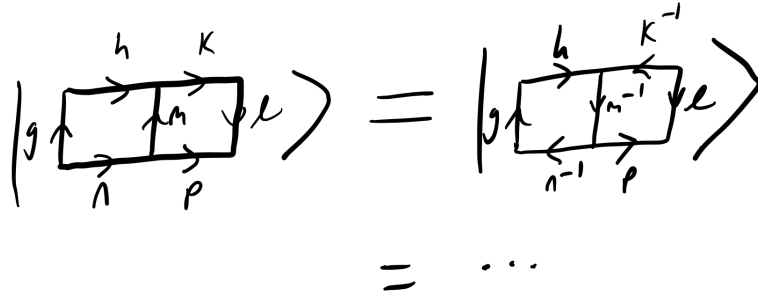 h K h K⁻¹
g m l = g m⁻¹ l
n p n⁻¹ p
= ...